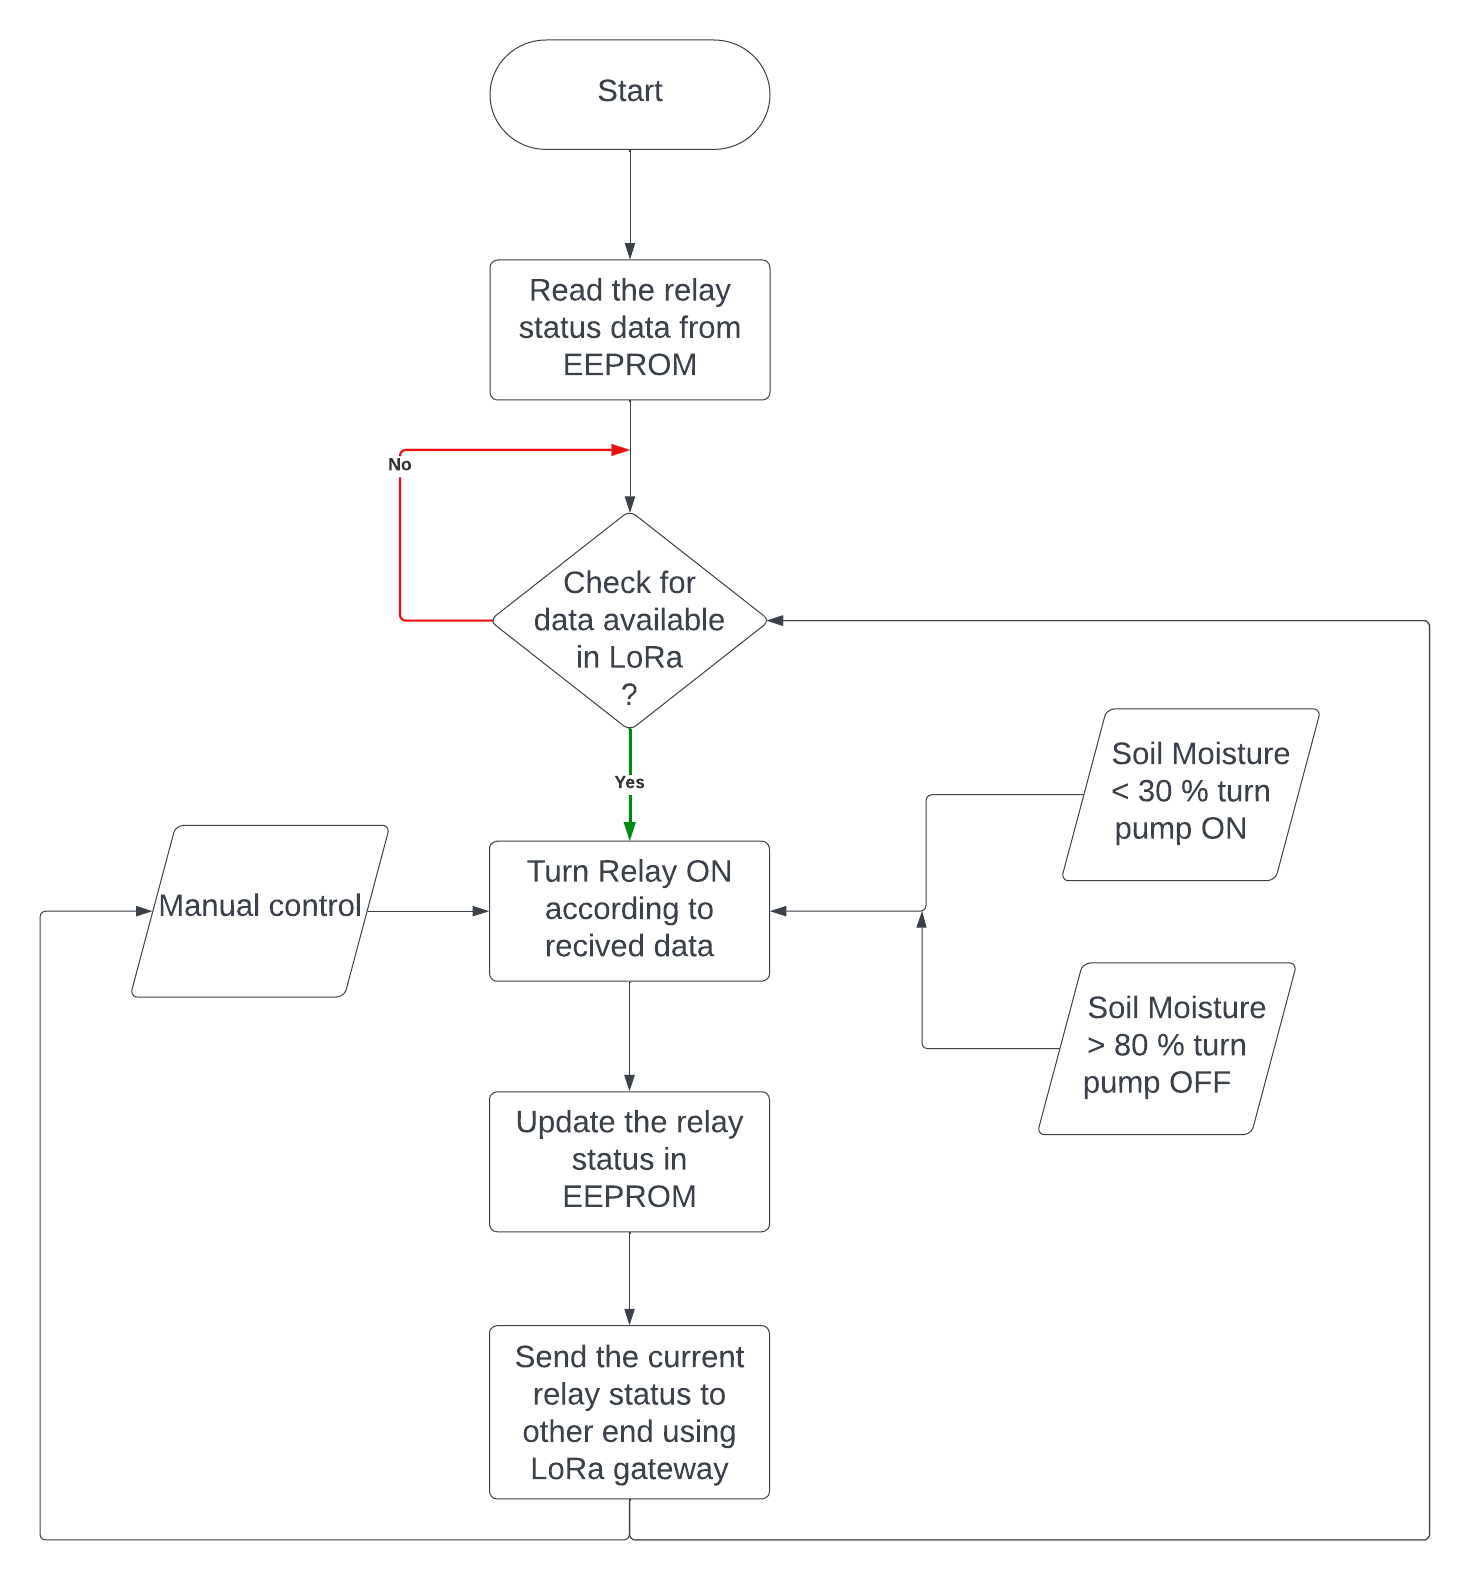 Start
Read the relay
status data from
EEPROM
No
Check for
data available
in LoRa
?
Yes
Soil Moisture
< 30 % turn
pump ON
Manual control
Turn Relay ON
according to
recived data
Soil Moisture
> 80 % turn
pump OFF
Update the relay
status in
EEPROM
Send the current
relay status to
other end using
LoRa gateway